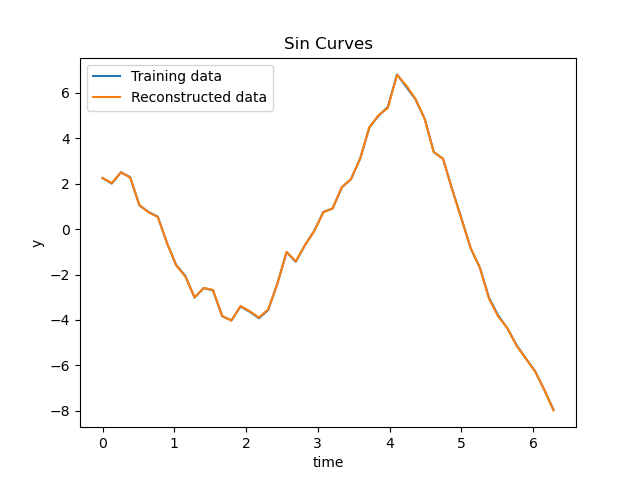 Sin Curves
Training data
Reconstructed data
6
4
2
0
−2
−4
−6
−8
y
0 1 2 3 4 5 6
time